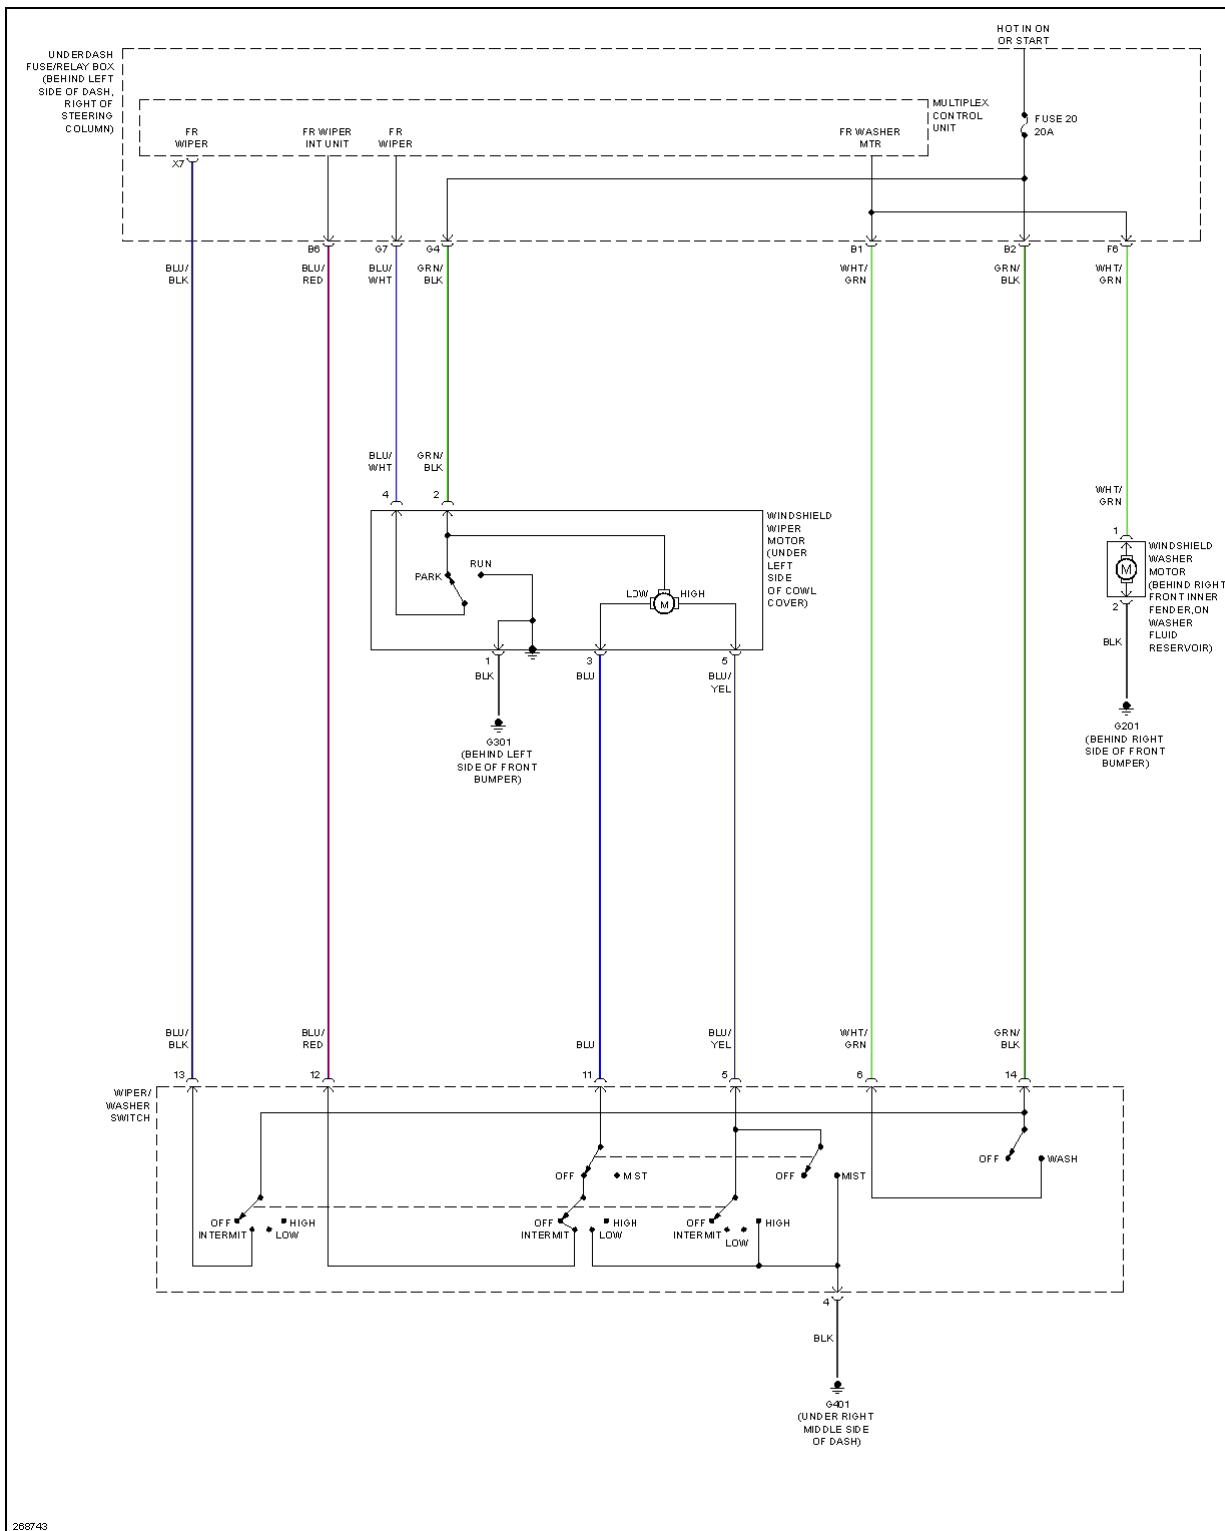 HOT IN ON
OR START
UNDERDASH
FUSE/RELAY BOX
(BEHIND LEFT
SIDE OF DASH,
RIGHT OF
STEERING
COLUMN)
MULTIPLEX
CONTROL
UNIT
FUSE 20
20A
FR
WIPER
FR WIPER
INT UNIT
FR
WIPER
FR WASHER
MTR
X7
B6
G7
G4
B1
B2
F6
BLU/
BLK
BLU/
RED
BLU/
WHT
GRN/
BLK
WHT/
GRN
GRN/
BLK
WHT/
GRN
BLU/
WHT
GRN/
BLK
4
2
WINDSHIELD
WIPER
MOTOR
(UNDER
LEFT
SIDE
OF COWL
COVER)
PARK
RUN
LOW
M
HIGH
1
3
5
BLK
BLU
BLU/
YEL
G301
(BEHIND LEFT
SIDE OF FRONT
BUMPER)
WHT/
GRN
1
M
WINDSHIELD
WASHER
MOTOR
(BEHIND RIGHT
FRONT INNER
FENDER,ON
WASHER
FLUID
RESERVOIR)
2
BLK
G201
(BEHIND RIGHT
SIDE OF FRONT
BUMPER)
BLU/
BLK
BLU/
RED
BLU
BLU/
YEL
WHT/
GRN
GRN/
BLK
13
12
11
5
6
14
WIPER/
WASHER
SWITCH
OFF
MIST
OFF
MIST
OFF
WASH
OFF
INTERMIT
LOW
HIGH
OFF
INTERMIT
LOW
HIGH
OFF
INTERMIT
LOW
HIGH
4
BLK
G401
(UNDER RIGHT
MIDDLE SIDE
OF DASH)
268743